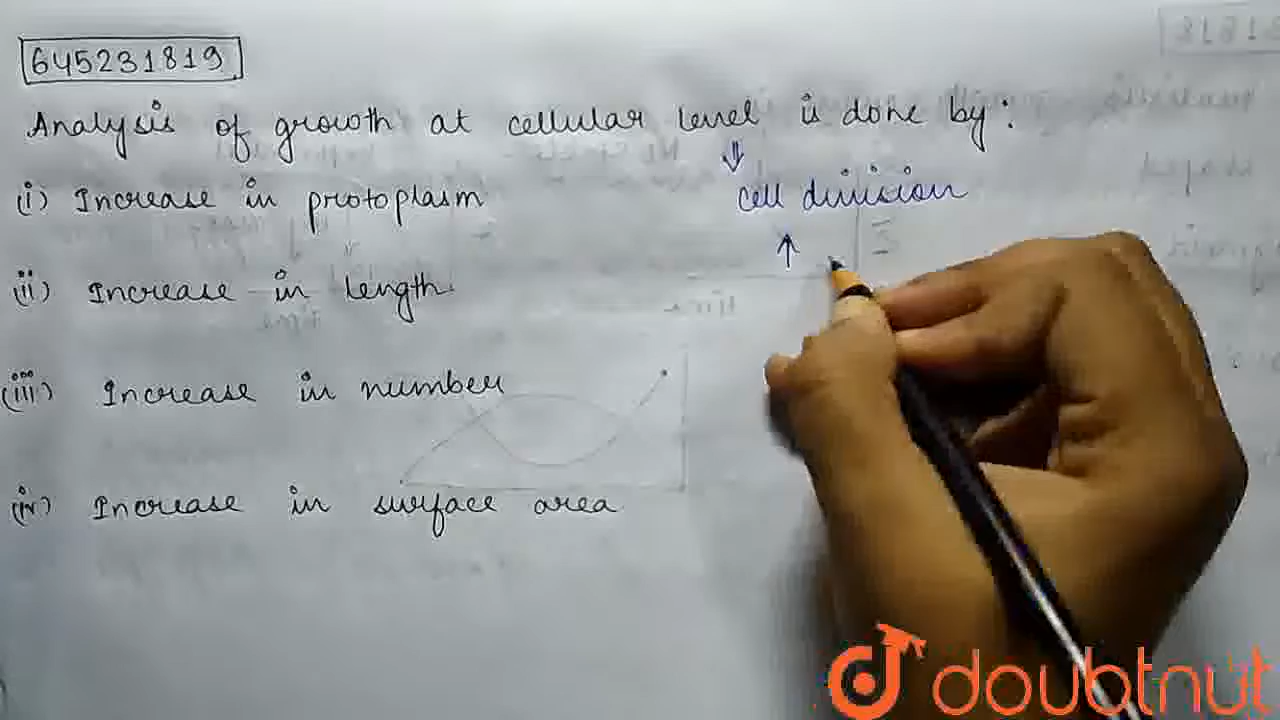 645231819
Analysis of growth at cellular level is done by:
⇓
cell division
(i) Increase in protoplasm
↑
(ii) Increase in length
(iii) Increase in number
(iv) Increase in surface area
doubtnut